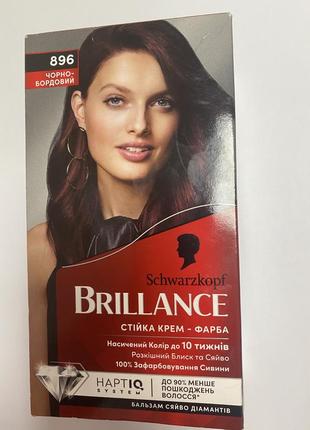 896
ЧОРНО-
БОРДОВИЙ
Schwarzkopf
BRILLANCE
СТІЙКА КРЕМ - ФАРБА
Насичений Колір до 10 тижнів
Розкішний Блиск та Сяйво
100% Зафарбовування Сивини
HAPTIQ
SYSTEM
ДО 90% МЕНШЕ
ПОШКОДЖЕНЬ
ВОЛОССЯ*
БАЛЬЗАМ СЯЙВО ДІАМАНТІВ